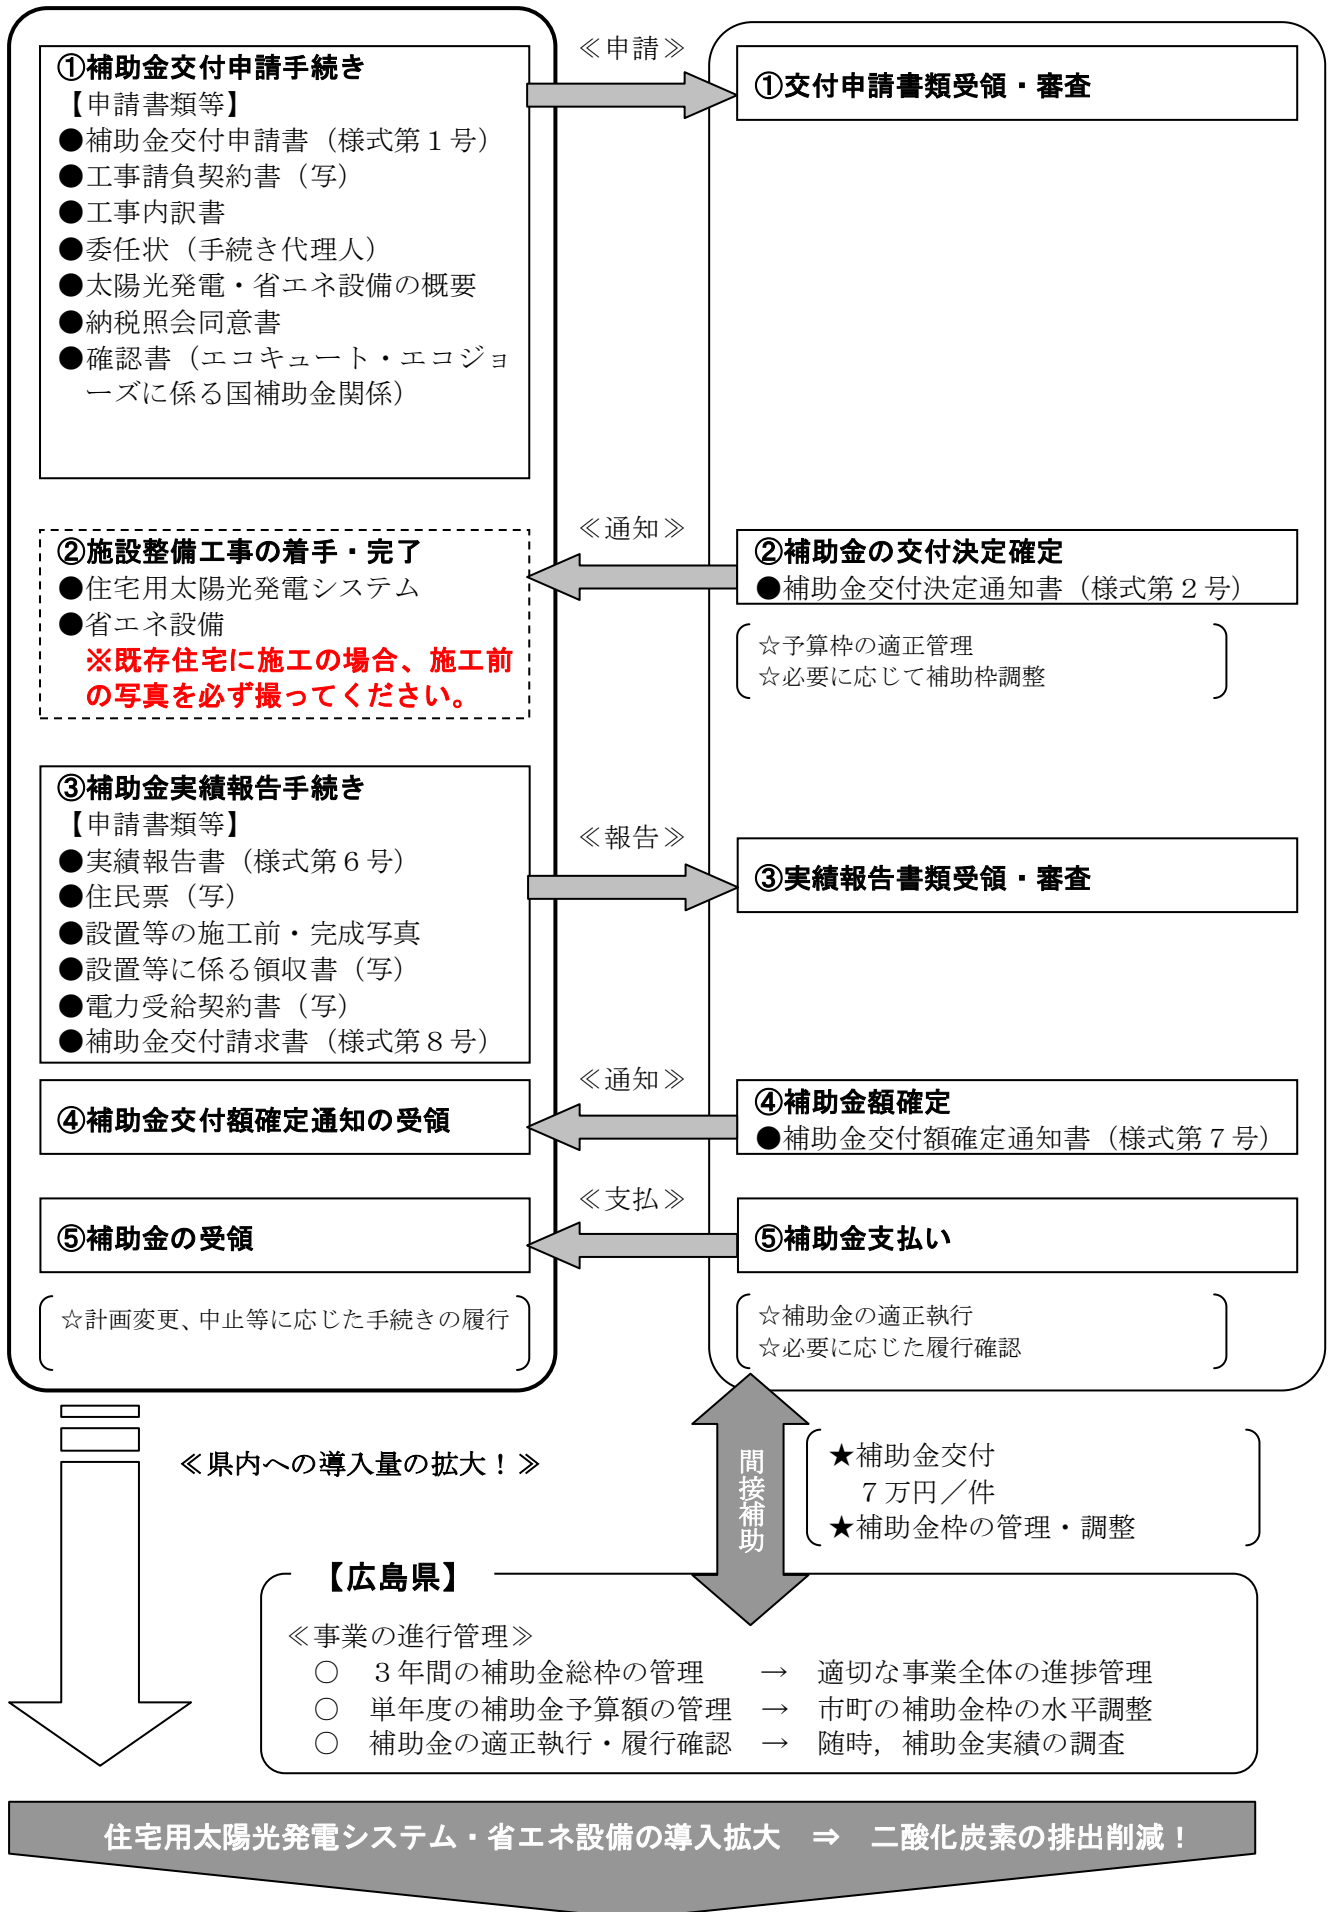 ①補助金交付申請手続き
【申請書類等】
●補助金交付申請書（様式第１号）
●工事請負契約書（写）
●工事内訳書
●委任状（手続き代理人）
●太陽光発電・省エネ設備の概要
●納税照会同意書
●確認書（エコキュート・エコジョ
ーズに係る国補助金関係）
≪申請≫
①交付申請書類受領・審査
②施設整備工事の着手・完了
●住宅用太陽光発電システム
●省エネ設備
※既存住宅に施工の場合、施工前
の写真を必ず撮ってください。
≪通知≫
②補助金の交付決定確定
●補助金交付決定通知書（様式第２号）
☆予算枠の適正管理
☆必要に応じて補助枠調整
③補助金実績報告手続き
【申請書類等】
●実績報告書（様式第６号）
●住民票（写）
●設置等の施工前・完成写真
●設置等に係る領収書（写）
●電力受給契約書（写）
●補助金交付請求書（様式第８号）
≪報告≫
③実績報告書類受領・審査
④補助金交付額確定通知の受領
≪通知≫
④補助金額確定
●補助金交付額確定通知書（様式第７号）
⑤補助金の受領
≪支払≫
⑤補助金支払い
☆計画変更、中止等に応じた手続きの履行
☆補助金の適正執行
☆必要に応じた履行確認
≪県内への導入量の拡大！≫
間接補助
★補助金交付
７万円／件
★補助金枠の管理・調整
【広島県】
≪事業の進行管理≫
○　３年間の補助金総枠の管理　→　適切な事業全体の進捗管理
○　単年度の補助金予算額の管理　→　市町の補助金枠の水平調整
○　補助金の適正執行・履行確認　→　随時，補助金実績の調査
住宅用太陽光発電システム・省エネ設備の導入拡大　⇒　二酸化炭素の排出削減！